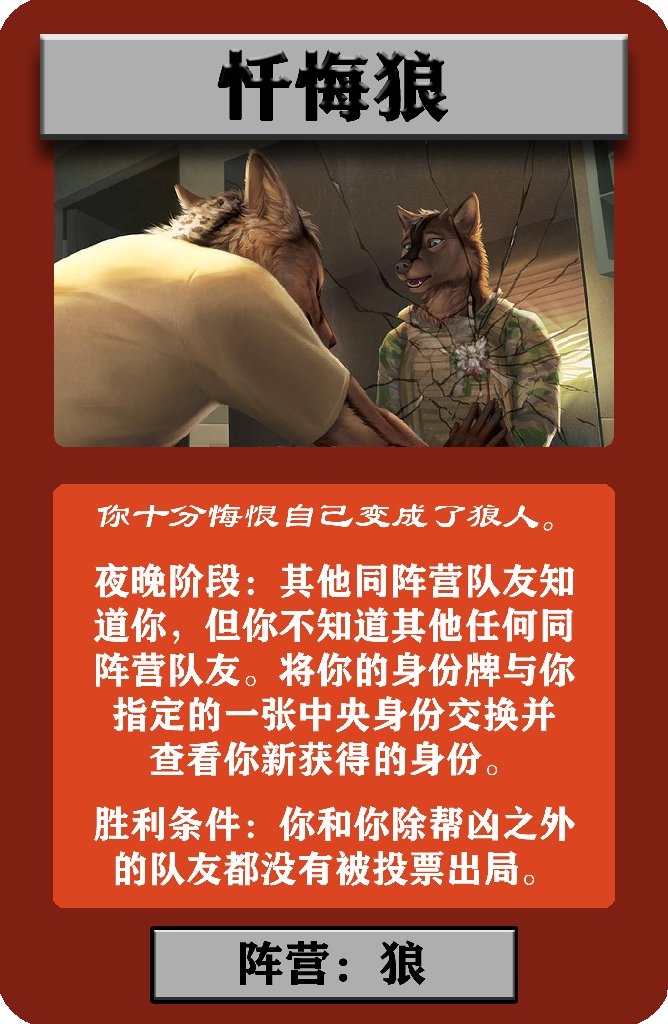 忏悔狼
你十分悔恨自己变成了狼人。
夜晚阶段：其他同阵营队友知
道你，但你不知道其他任何同
阵营队友。将你的身份牌与你
指定的一张中央身份交换并
查看你新获得的身份。
胜利条件：你和你除帮凶之外
的队友都没有被投票出局。
阵营：狼